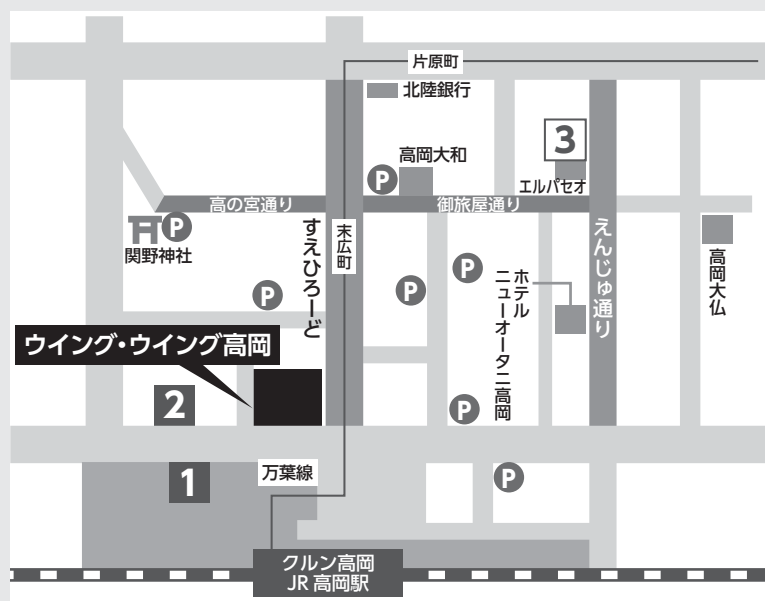 片原町
北陸銀行
3
高岡大和
P
エルパセオ
高の宮通り
御旅屋通り
P
関野神社
すえひろーど
末広町
えんじゅ通り
高岡大仏
P
P
P
ホテル
ニューオータニ高岡
ウイング・ウイング高岡
2
P
1
万葉線
P
クルン高岡
JR 高岡駅